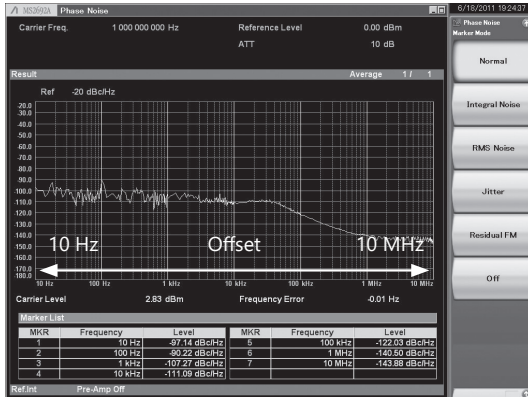 MS2692A Phase Noise
6/18/2011 19:24:37
Carrier Freq. 1 000 000 000 Hz Reference Level 0.00 dBm
ATT 10 dB
Result Average 1 / 1
Ref -20 dBc/Hz
-20.0
-30.0
-40.0
-50.0
-60.0
-70.0
-80.0
-90.0
-100.0
-110.0
-120.0
-130.0
-140.0
-150.0
-160.0
-170.0
-180.0
10 Hz Offset 10 MHz
10 Hz 100 Hz 1 kHz 10 kHz 100 kHz 1 MHz 10 MHz
Carrier Level 2.83 dBm Frequency Error -0.01 Hz
Marker List
MKR Frequency Level MKR Frequency Level
1 10 Hz -97.14 dBc/Hz 5 100 kHz -122.03 dBc/Hz
2 100 Hz -90.22 dBc/Hz 6 1 MHz -140.50 dBc/Hz
3 1 kHz -107.27 dBc/Hz 7 10 MHz -143.88 dBc/Hz
4 10 kHz -111.09 dBc/Hz
Ref.Int Pre-Amp Off
Phase Noise
Marker Mode
Normal
Integral Noise
RMS Noise
Jitter
Residual FM
Off